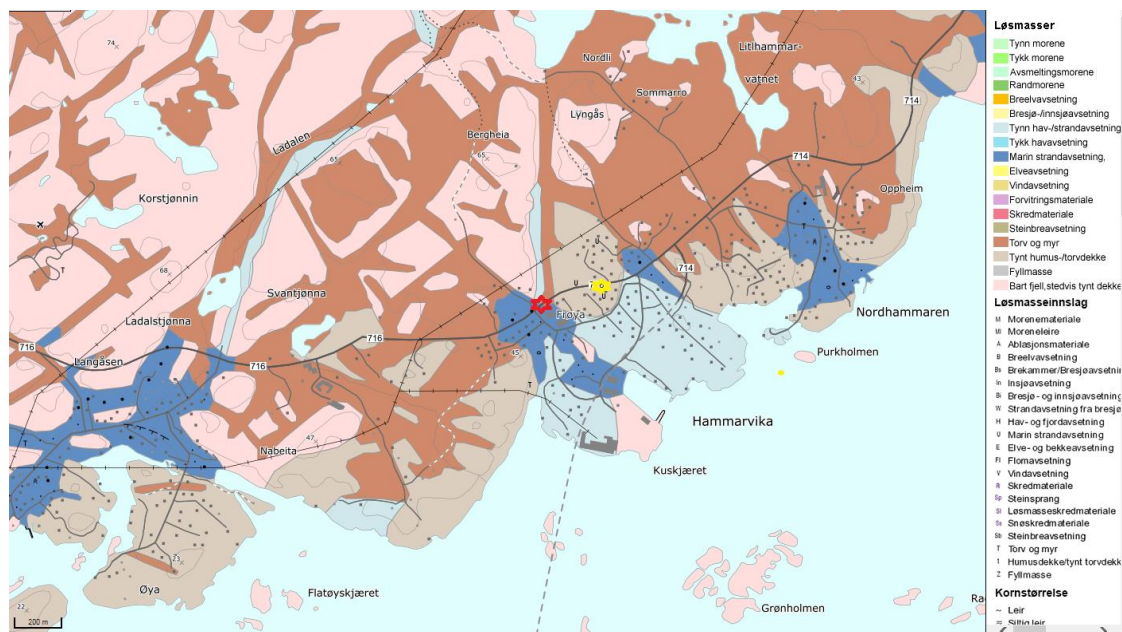 74
Ladalen
65
Korstjønnin
T
68
Svantjønna
Ladalstjønna
716
Langåsen
716
716
T
Nabeita
47
Øya
23
22
200 m
Flatøyskjæret
Nordli
Litlhammar-
vatnet
Sommarro
Lyngås
Bergheia
65
43
714
714
714
Oppheim
U
U
U
T
R
Frøya
45
T
Nordhammaren
Purkholmen
Hammarvika
Kuskjæret
Grønholmen
Løsmasser
Tynn morene
Tykk morene
Avsmeltingsmorene
Randmorene
Breelvavsetning
Bresjø-/innsjøavsetning
Tynn hav-/strandavsetning
Tykk havavsetning
Marin strandavsetning,
Elveavsetning
Vindavsetning
Forvitringsmateriale
Skredmateriale
Steinbreavsetning
Torv og myr
Tynt humus-/torvdekke
Fyllmasse
Bart fjell,stedvis tynt dekke
Løsmasseinnslag
M Morenemateriale
Ml Moreneleire
A Ablasjonsmateriale
B Breelvavsetning
Bs Brekammer/Bresjøavsetnin
In Insjøavsetning
Bi Bresjø- og innsjøavsetning
W Strandavsetning fra bresjø
H Hav- og fjordavsetning
U Marin strandavsetning
E Elve- og bekkeavsetning
Fl Flomavsetning
V Vindavsetning
R Skredmateriale
Sp Steinsprang
Sl Løsmasseskredmateriale
Ss Snøskredmateriale
Sb Steinbreavsetning
T Torv og myr
t Humusdekke/tynt torvdekk
Z Fyllmasse
Kornstørrelse
~ Leir
Siltig leir